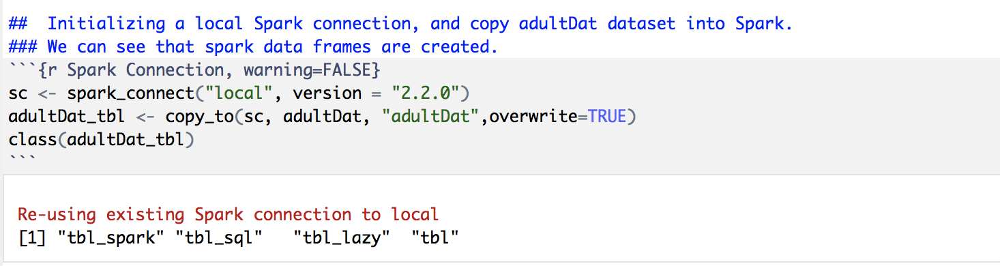 ##  Initializing a local Spark connection, and copy adultDat dataset into Spark.
### We can see that spark data frames are created.
```{r Spark Connection, warning=FALSE}
sc <- spark_connect("local", version = "2.2.0")
adultDat_tbl <- copy_to(sc, adultDat, "adultDat",overwrite=TRUE)
class(adultDat_tbl)
```
Re-using existing Spark connection to local
[1] "tbl_spark" "tbl_sql"   "tbl_lazy"  "tbl"